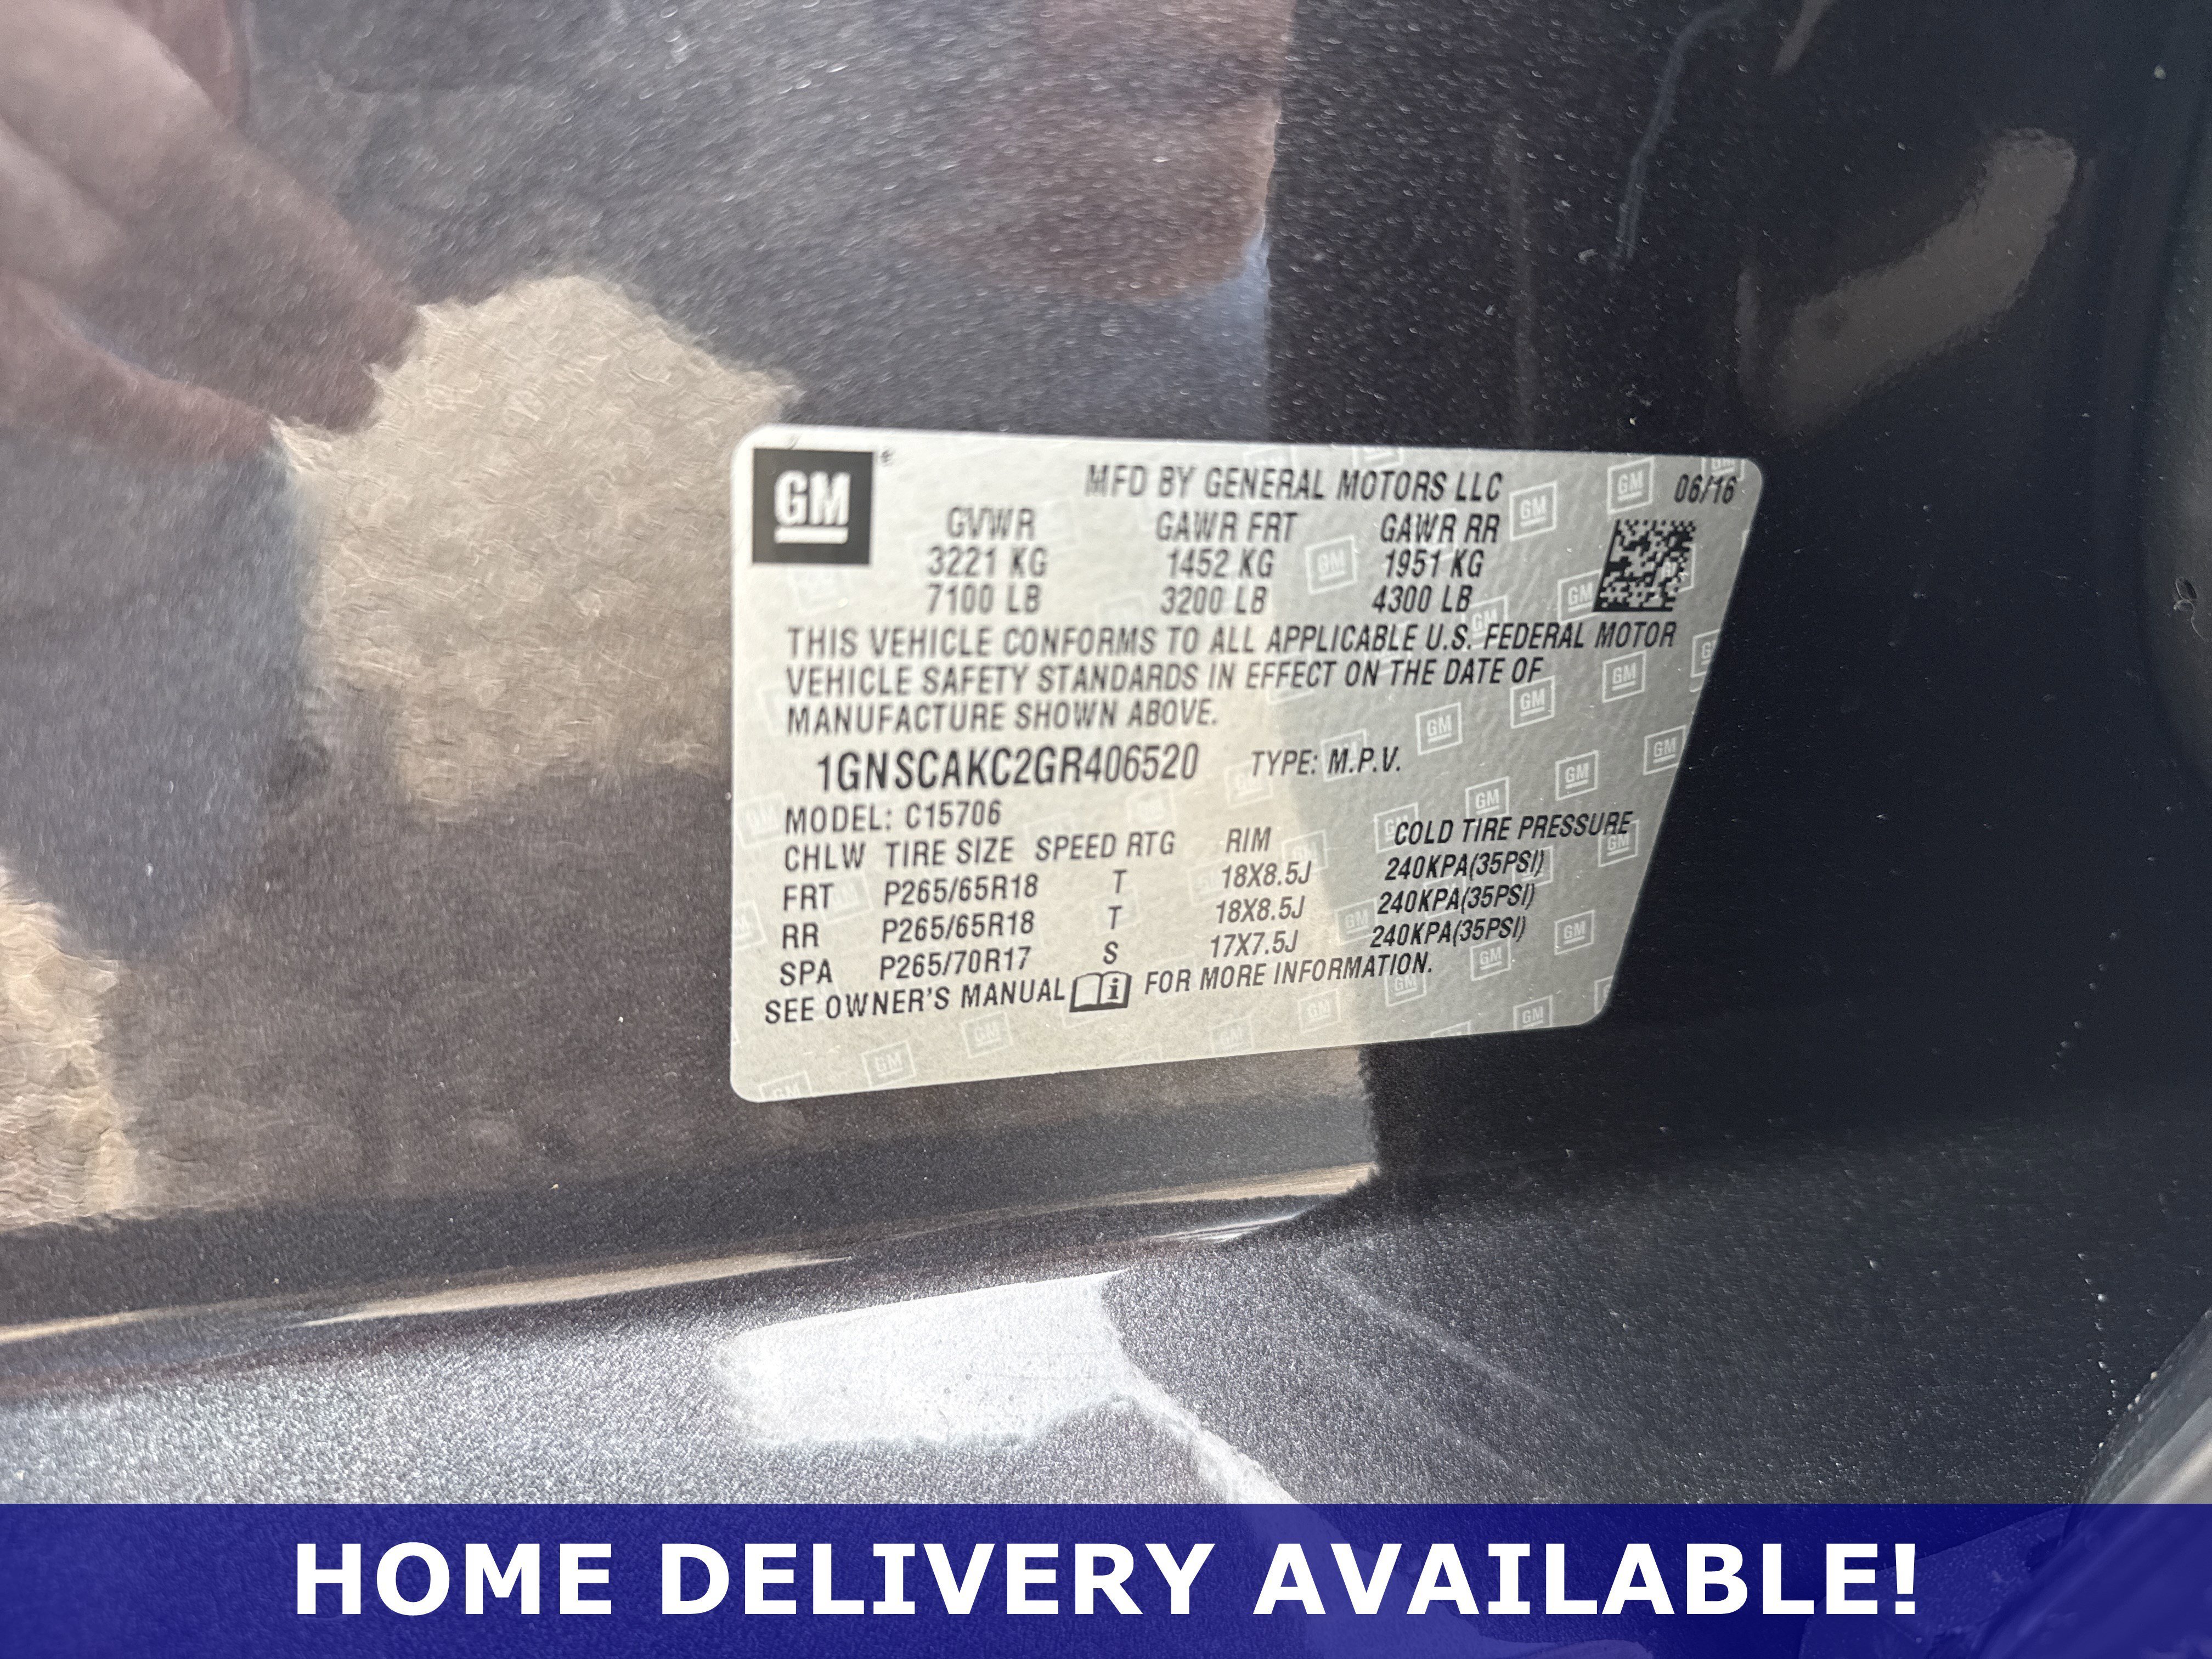 GM
MFD BY GENERAL MOTORS LLC 06/16
GVWR GAWR FRT GAWR RR
3221 KG 1452 KG 1951 KG
7100 LB 3200 LB 4300 LB
THIS VEHICLE CONFORMS TO ALL APPLICABLE U.S. FEDERAL MOTOR
VEHICLE SAFETY STANDARDS IN EFFECT ON THE DATE OF
MANUFACTURE SHOWN ABOVE.
1GNSCAKC2GR406520 TYPE: M.P.V.
MODEL: C15706
CHLW TIRE SIZE SPEED RTG RIM COLD TIRE PRESSURE
FRT P265/65R18 T 18X8.5J 240KPA(35PSI)
RR P265/65R18 T 18X8.5J 240KPA(35PSI)
SPA P265/70R17 S 17X7.5J 240KPA(35PSI)
SEE OWNER'S MANUAL i FOR MORE INFORMATION.
HOME DELIVERY AVAILABLE!